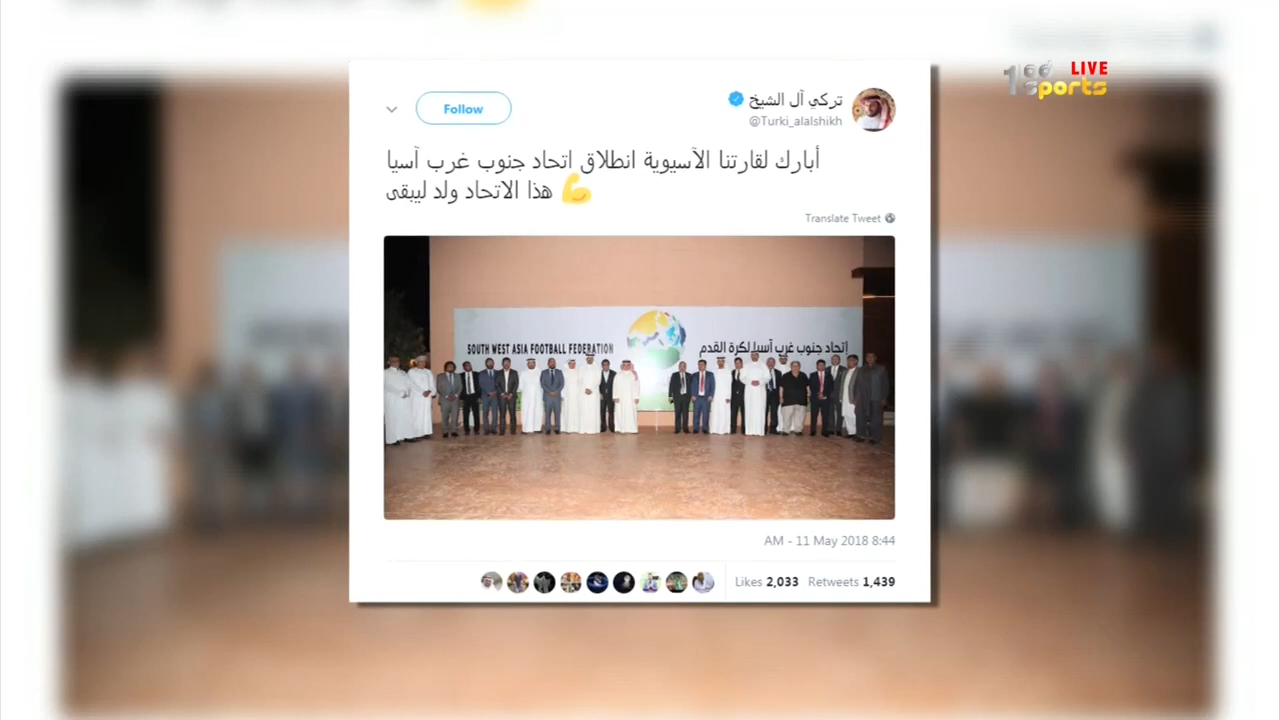 LIVE
sports
Follow
تركي آل الشيخ
@Turki_alalshikh
أبارك لقارتنا الآسيوية انطلاق اتحاد جنوب غرب آسيا
هذا الاتحاد ولد ليبقى 💪
Translate Tweet
SOUTH WEST ASIA FOOTBALL FEDERATION
إتحاد جنوب غرب آسيا لكرة القدم
AM - 11 May 2018 8:44
Likes 2,033 Retweets 1,439